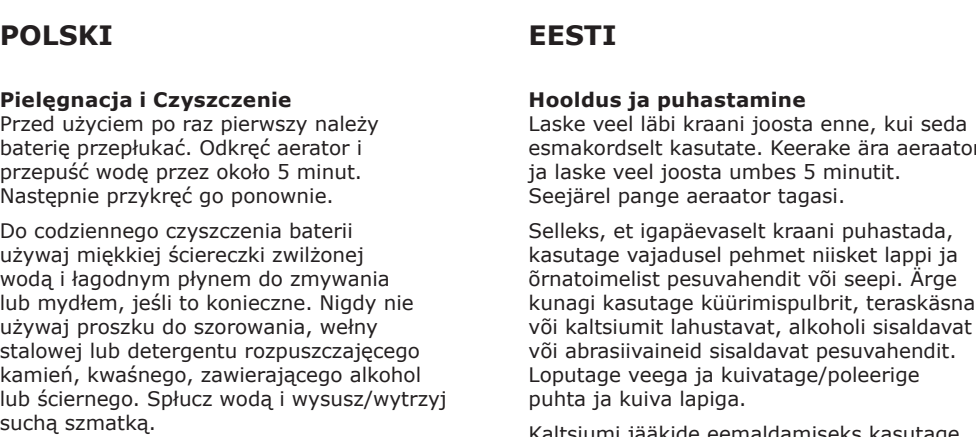 POLSKI
Pielęgnacja i Czyszczenie
Przed użyciem po raz pierwszy należy
baterię przepłukać. Odkręć aerator i
przepuść wodę przez około 5 minut.
Następnie przykręć go ponownie.
Do codziennego czyszczenia baterii
używaj miękkiej ściereczki zwilżonej
wodą i łagodnym płynem do zmywania
lub mydłem, jeśli to konieczne. Nigdy nie
używaj proszku do szorowania, wełny
stalowej lub detergentu rozpuszczajęcego
kamień, kwaśnego, zawierającego alkohol
lub ściernego. Spłucz wodą i wysusz/wytrzyj
suchą szmatką.
EESTI
Hooldus ja puhastamine
Laske veel läbi kraani joosta enne, kui seda
esmakordselt kasutate. Keerake ära aeraator
ja laske veel joosta umbes 5 minutit.
Seejärel pange aeraator tagasi.
Selleks, et igapäevaselt kraani puhastada,
kasutage vajadusel pehmet niisket lappi ja
õrnatoimelist pesuvahendit või seepi. Ärge
kunagi kasutage küürimispulbrit, teraskäsna
või kaltsiumit lahustavat, alkoholi sisaldavat
või abrasiivaineid sisaldavat pesuvahendit.
Loputage veega ja kuivatage/poleerige
puhta ja kuiva lapiga.
Kaltsiumi jääkide eemaldamiseks kasutage